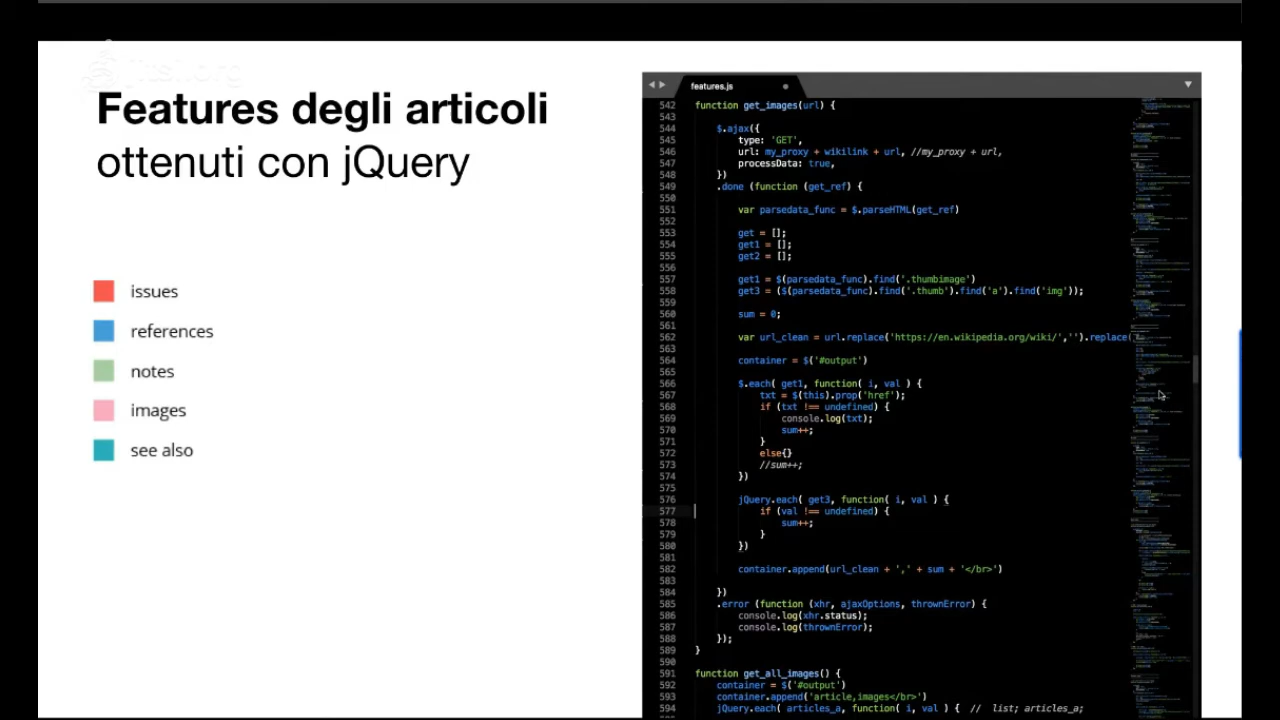 Features degli articoli
ottenuti con jQuery
issues
references
notes
images
see also
features.js
542 function get_images(url) {
543
544 $.ajax({
545 type: 'GET',
546 url: my_proxy + wikilink + url, //my_proxy + url,
547 processData: true,
548 })
549 .done (function (get_ref) {
550
551 var parsedata_func = $.parseHTML(get_ref)
552
553 get = [];
554 get1 = [];
555 get2 = [];
556
557 get1 = $(parsedata_func).find('.thumbimage')
558 get3 = ($(parsedata_func).find('.thumb').find('a').find('img'));
559
560 sum = 0;
561
562 var url_clean = url.replace('https://en.wikipedia.org/wiki/','').replace(
563
564 container = $('#output')
565
566 $.each( get1, function( i, val ) {
567 txt = $(this).prop('href');
568 if (txt !== undefined) {
569 console.log(txt);
570 sum++;
571 }
572 else{}
573 //sum++;
574 })
575
576 jQuery.each( get3, function( i, val ) {
577 if (val !== undefined) {
578 sum++;
579 }
580 })
581
582 container.append(url_clean + ',' + sum + '</br>')
583
584 })
585 .error (function (xhr, ajaxOptions, thrownError) {
586 console.log(xhr.status);
587 console.log(thrownError);
588 });
589 }
590
591 function get_all_images() {
592 container = $('#output')
593 container.append('article,images</br>')
594 jQuery.each( articles_a, function( i, val ) { // list; articles_a;